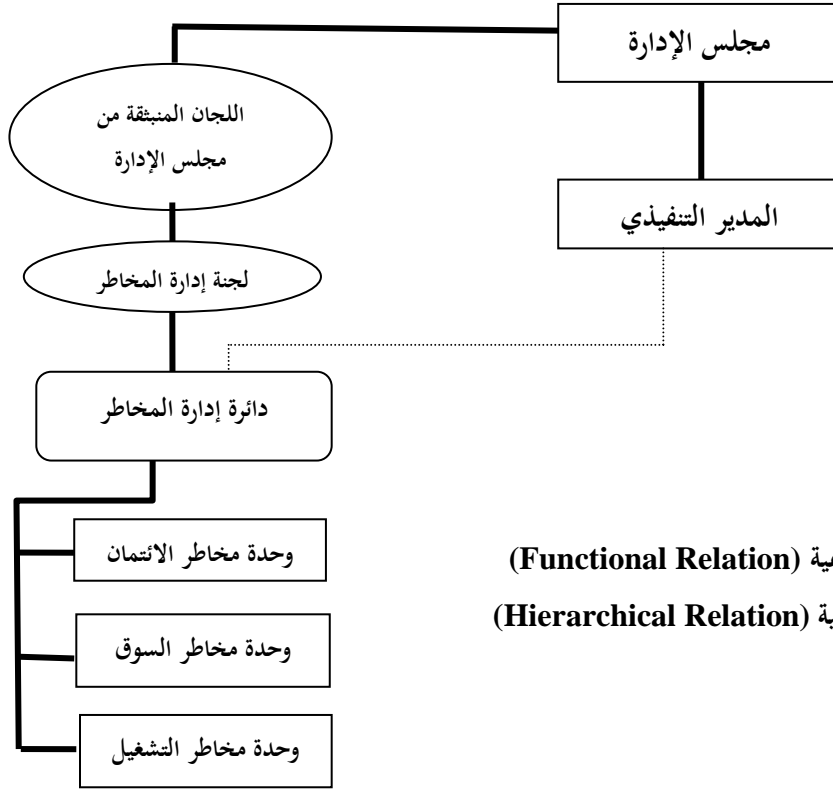 مجلس الإدارة
اللجان المنبثقة من
مجلس الإدارة
المدير التنفيذي
لجنة إدارة المخاطر
دائرة إدارة المخاطر
وحدة مخاطر الائتمان
(Functional Relation)
(Hierarchical Relation)
وحدة مخاطر السوق
وحدة مخاطر التشغيل